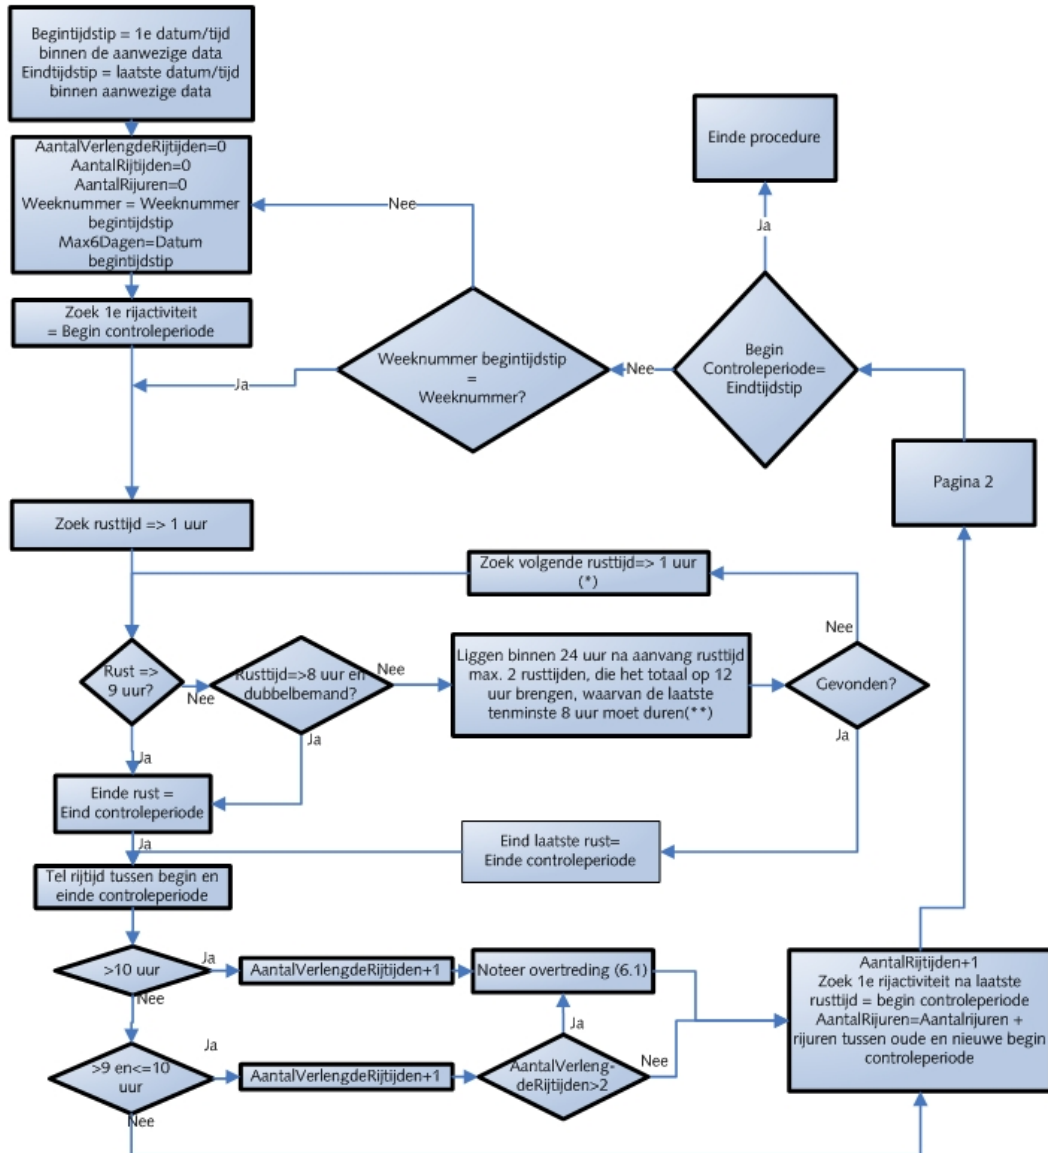 Begintijdstip = 1e datum/tijd
binnen de aanwezige data
Eindtijdstip = laatste datum/tijd
binnen aanwezige data
AantalVerlengdeRijtijden=0
AantalRijtijden=0
AantalRijuren=0
Weeknummer = Weeknummer
begintijdstip
Max6Dagen=Datum
begintijdstip
Zoek 1e rijactiviteit
= Begin controleperiode
Einde procedure
Ja
Nee
Weeknummer begintijdstip
=
Weeknummer?
Nee
Begin
Controleperiode=
Eindtijdstip
Ja
Pagina 2
Zoek rusttijd => 1 uur
Zoek volgende rusttijd=> 1 uur
(*)
Nee
Rust =>
9 uur?
Nee
Rusttijd=>8 uur en
dubbelbemand?
Nee
Liggen binnen 24 uur na aanvang rusttijd
max. 2 rusttijden, die het totaal op 12
uur brengen, waarvan de laatste
tenminste 8 uur moet duren(**)
Gevonden?
Ja
Ja
Ja
Einde rust =
Eind controleperiode
Ja
Eind laatste rust=
Einde controleperiode
Tel rijtijd tussen begin en
einde controleperiode
>10 uur
Ja
AantalVerlengdeRijtijden+1
Noteer overtreding (6.1)
Nee
AantalRijtijden+1
Zoek 1e rijactiviteit na laatste
rusttijd = begin controleperiode
AantalRijuren=Aantalrijuren +
rijuren tussen oude en nieuwe begin
controleperiode
>9 en<=10
uur
Ja
AantalVerlengdeRijtijden+1
AantalVerleng-
deRijtijden>2
Ja
Nee
Nee